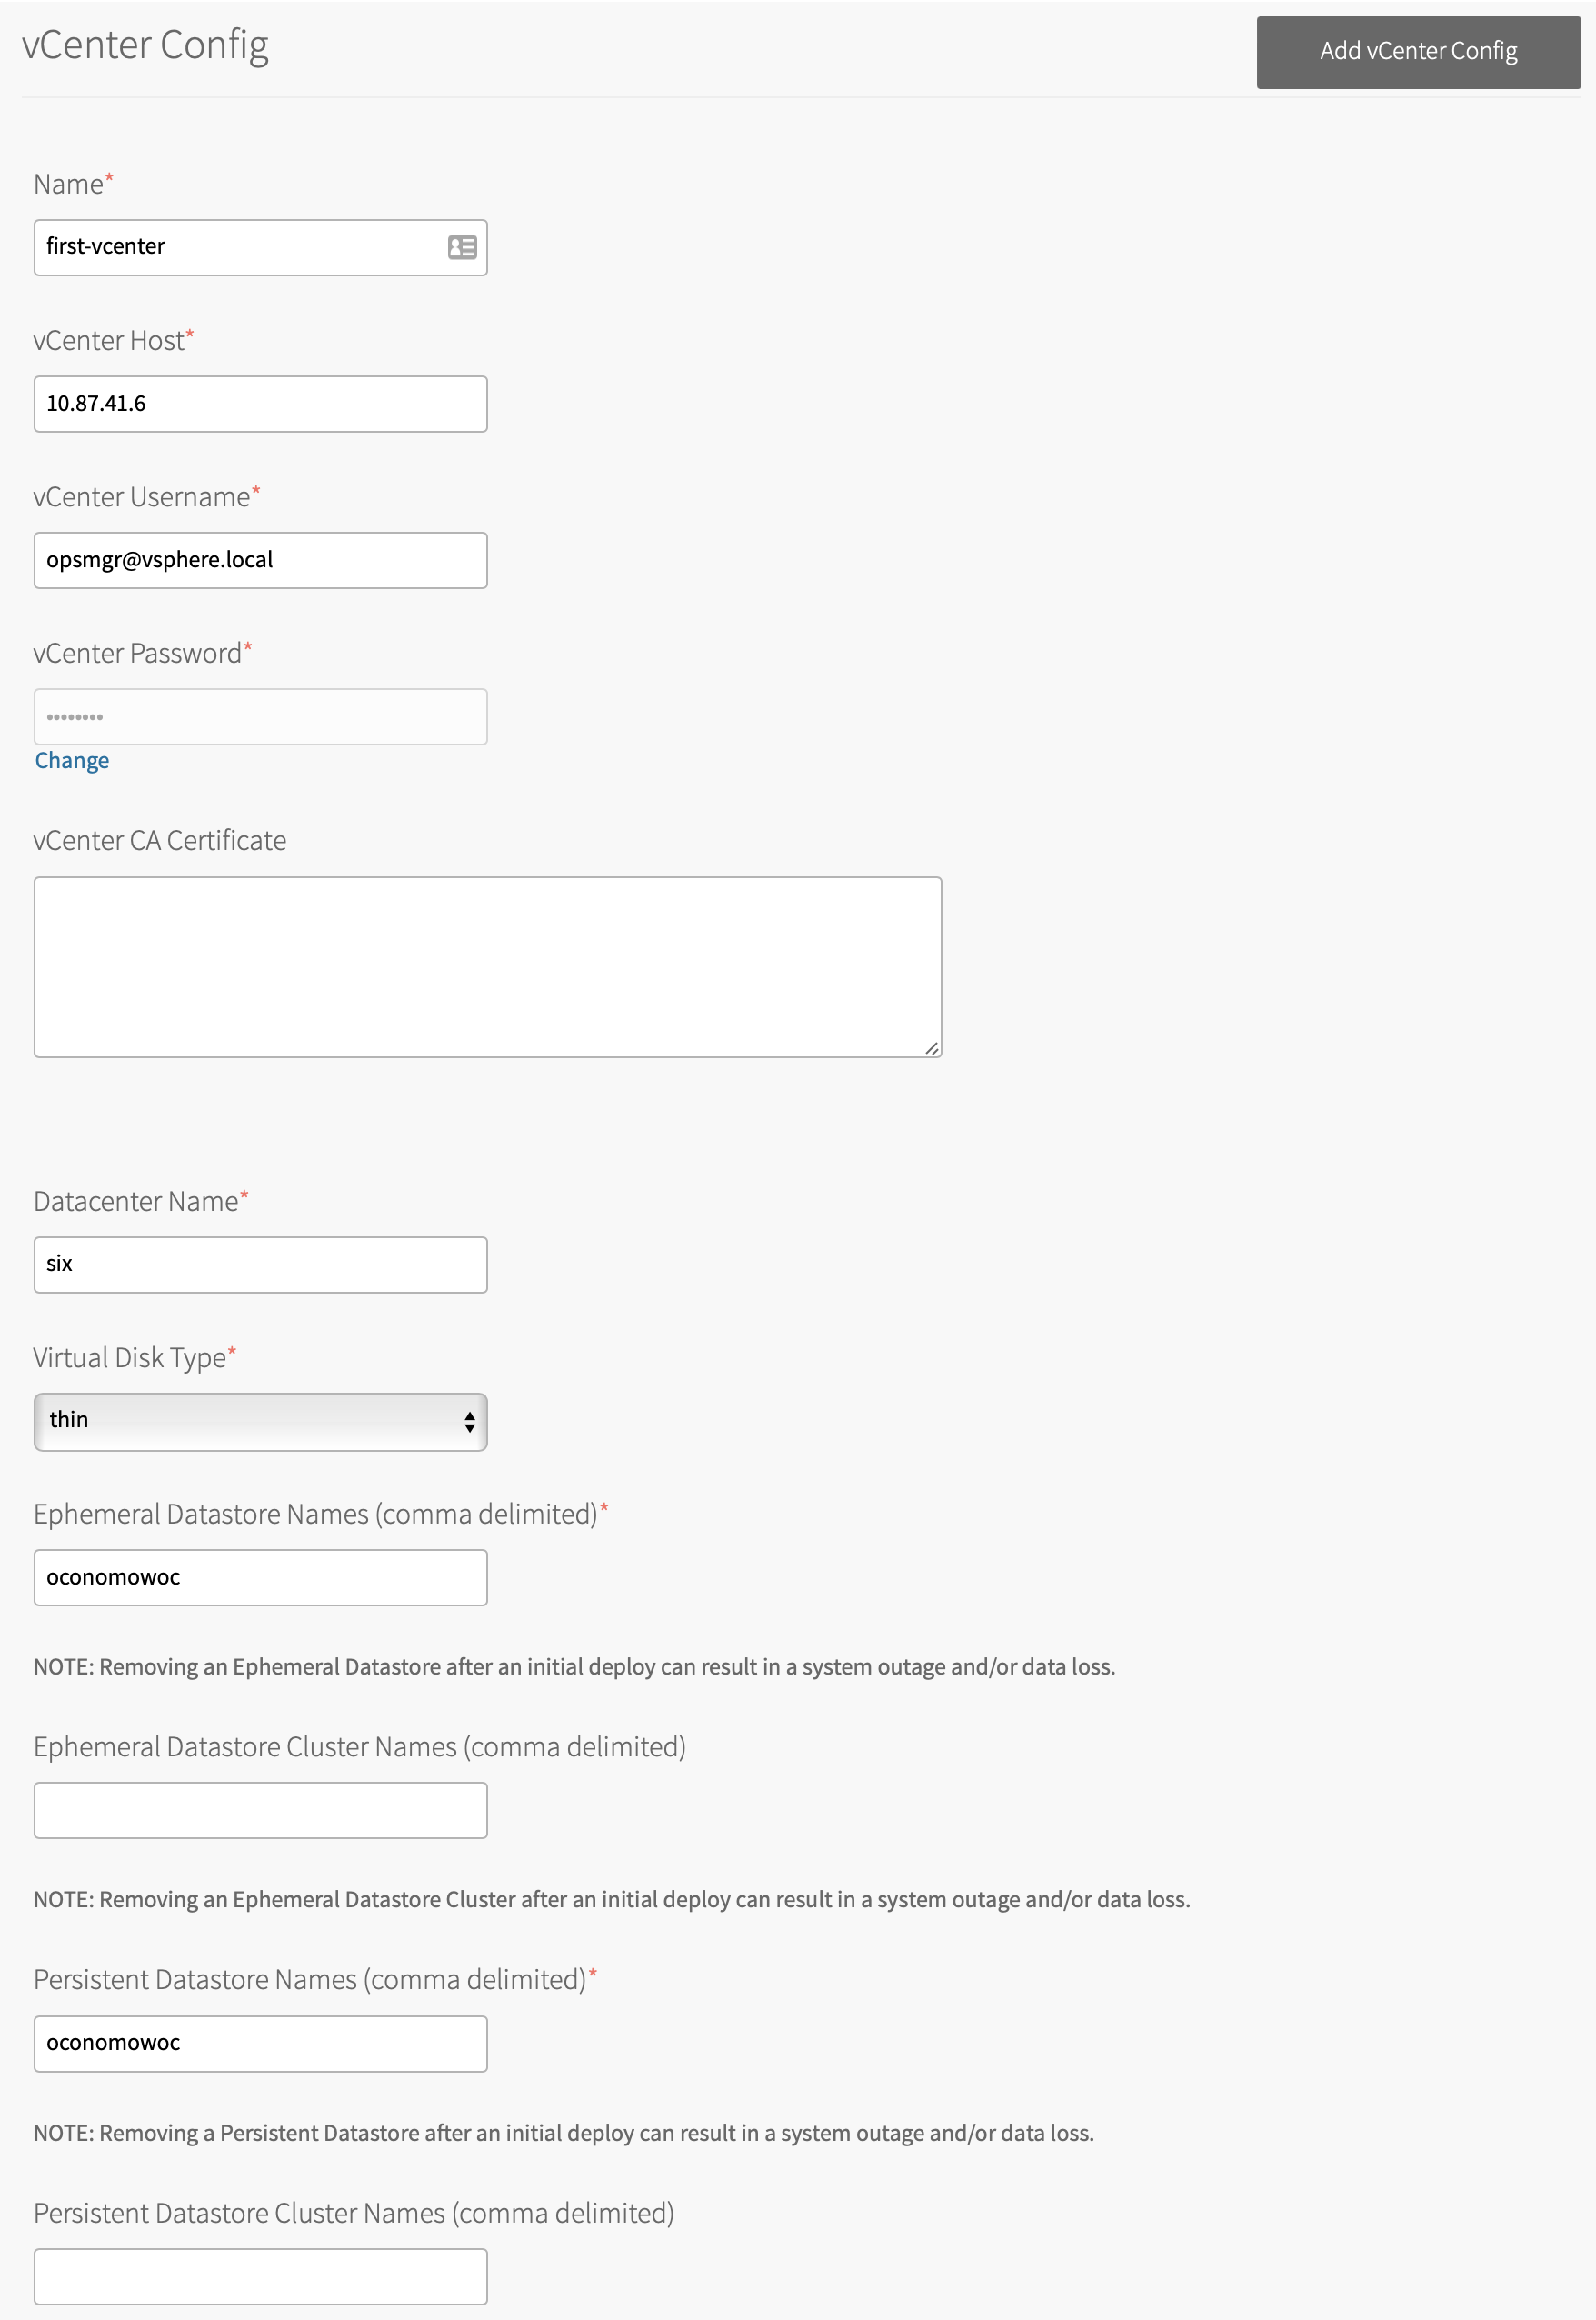 vCenter Config
Add vCenter Config
Name*
first-vcenter
vCenter Host*
10.87.41.6
vCenter Username*
opsmgr@vsphere.local
vCenter Password*
••••••••
Change
vCenter CA Certificate
Datacenter Name*
six
Virtual Disk Type*
thin
Ephemeral Datastore Names (comma delimited)*
oconomowoc
NOTE: Removing an Ephemeral Datastore after an initial deploy can result in a system outage and/or data loss.
Ephemeral Datastore Cluster Names (comma delimited)
NOTE: Removing an Ephemeral Datastore Cluster after an initial deploy can result in a system outage and/or data loss.
Persistent Datastore Names (comma delimited)*
oconomowoc
NOTE: Removing a Persistent Datastore after an initial deploy can result in a system outage and/or data loss.
Persistent Datastore Cluster Names (comma delimited)